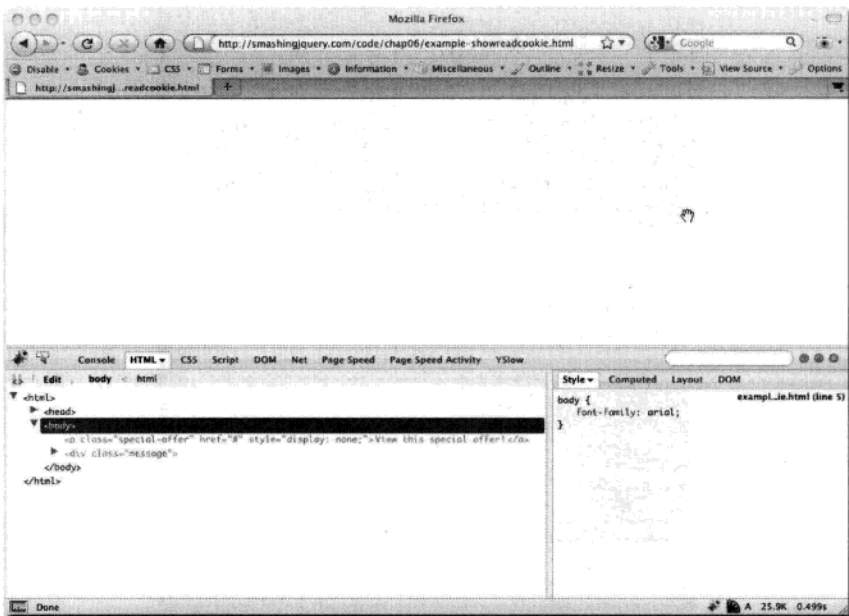 Mozilla Firefox
http://smashingjquery.com/code/chap06/example-showreadcookie.html
Google
Disable Cookies CSS Forms Images Information Miscellaneous Outline Resize Tools View Source Options
http://smashingj...readcookie.html
Console HTML CSS Script DOM Net Page Speed Page Speed Activity YSlow
Edit body < html
Style Computed Layout DOM
<html>
<head>
<body>
<a class="special-offer" href="#" style="display: none;">View this special offer!</a>
<div class="message">
</body>
</html>
body {
exampl...ie.html (line 5)
font-family: arial;
}
Done
A 25.9K 0.499s